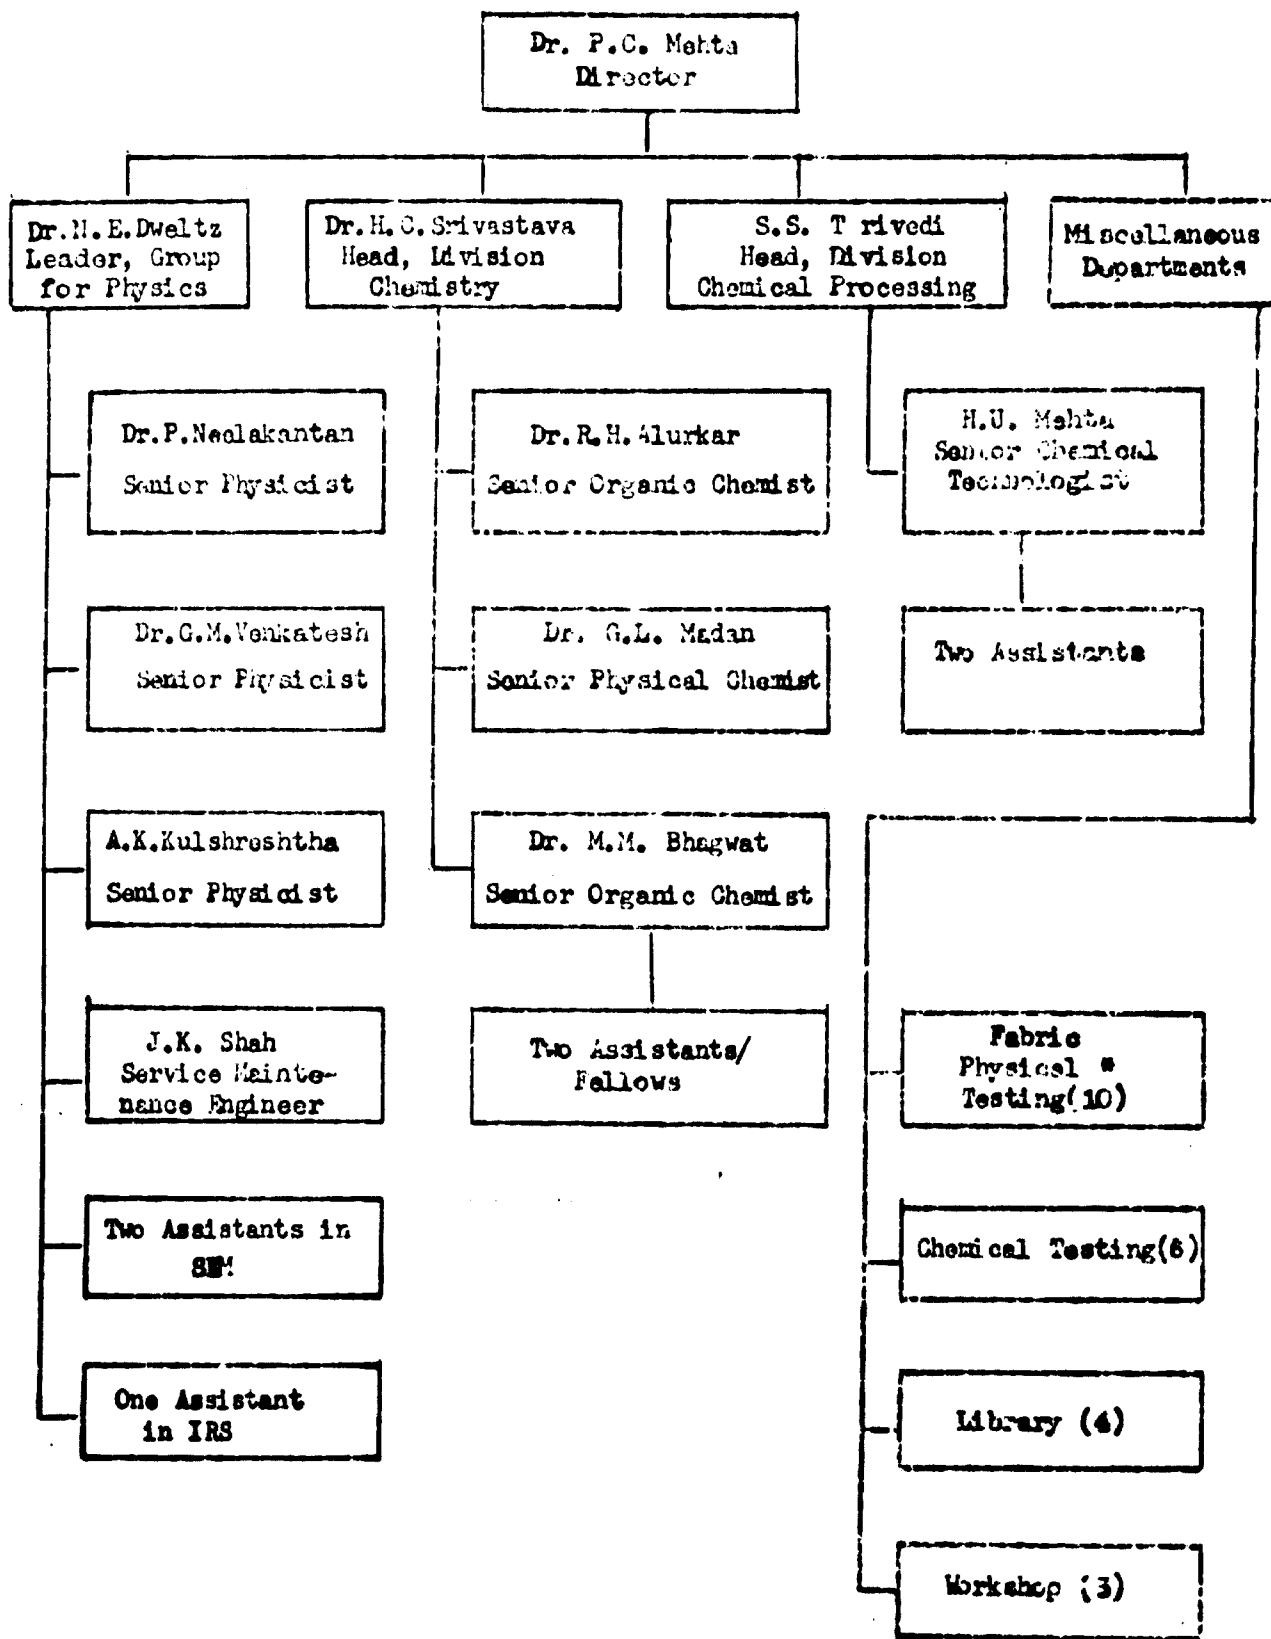 Dr. P.C. Mehta
Director
Dr.N.E.Dweltz
Leader, Group
for Physics
Dr.H.C.Srivastava
Head, Division
Chemistry
S.S. T rivedi
Head, Division
Chemical Processing
Miscellaneous
Departments
Dr.P.Neelakantan
Senior Physicist
Dr.R.H.Alurkar
Senior Organic Chemist
H.U. Mehta
Senior Chemical
Technologist
Dr.G.M.Venkatesh
Senior Physicist
Dr. G.L. Madan
Senior Physical Chemist
Two Assistants
A.K.Kulshreshtha
Senior Physicist
Dr. M.M. Bhagwat
Senior Organic Chemist
J.K. Shah
Service Mainte-
nance Engineer
Two Assistants/
Fellows
Fabric
Physical *
Testing(10)
Two Assistants in
SEM
Chemical Testing(6)
One Assistant
in IRS
Library (4)
Workshop (3)